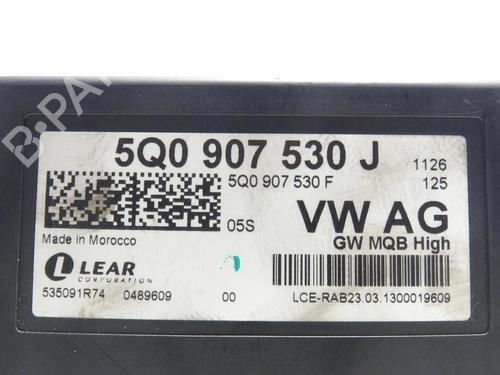 B-PARTS
5Q0 907 530 J 1126
5Q0 907 530 F 125
05S VW AG
Made in Morocco GW MQB High
LEAR
CORPORATION
535091R74 0489609 00 LCE-RAB23.03.1300019609